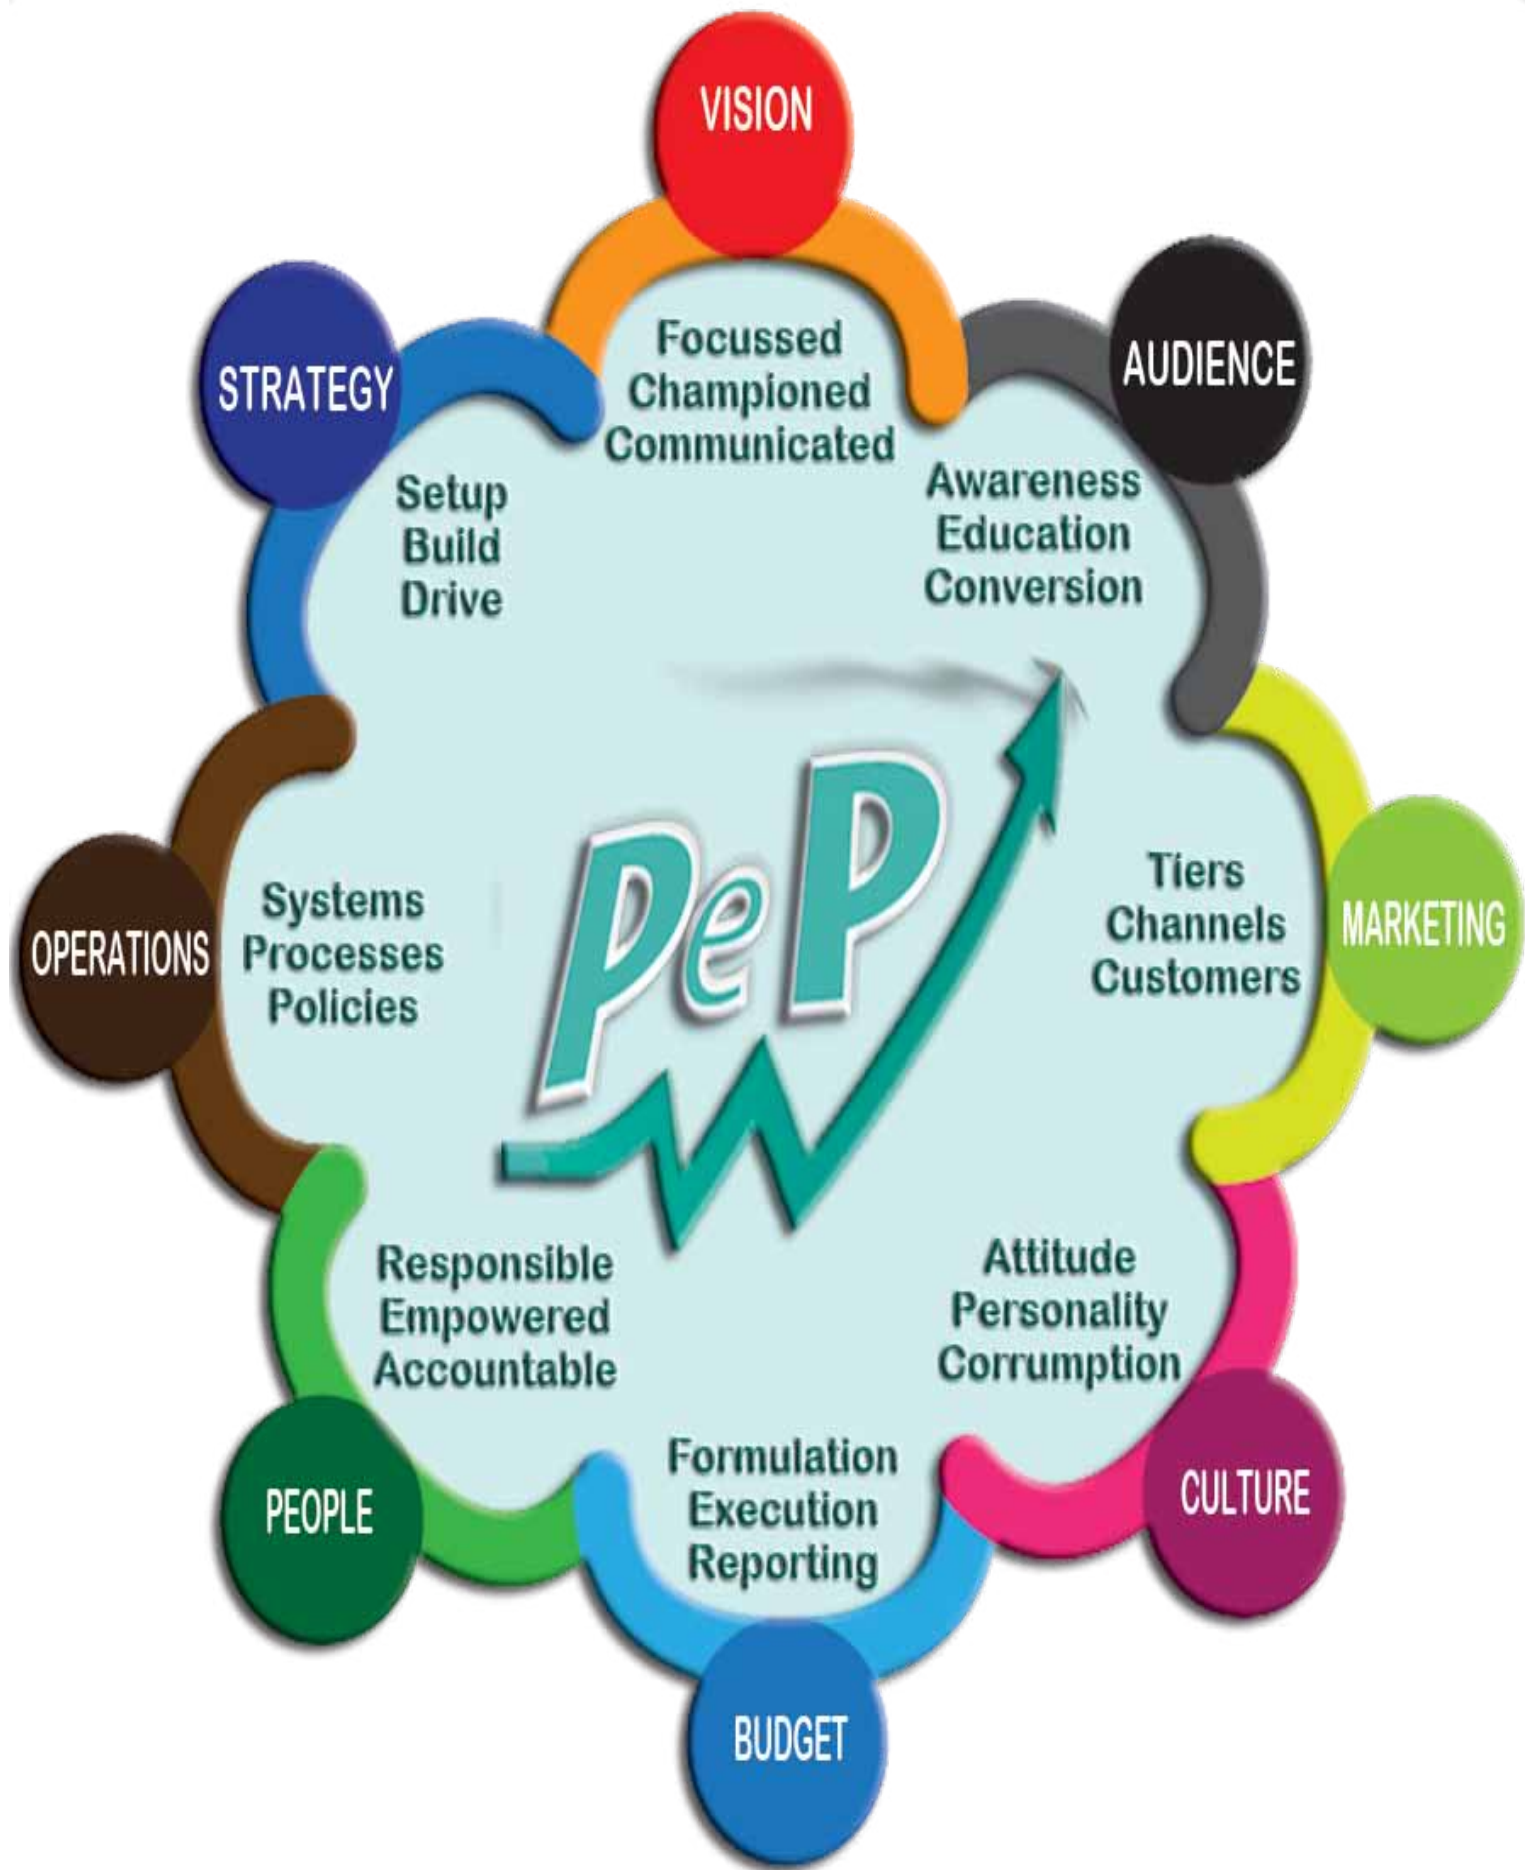 VISION
Focussed
Championed
Communicated
AUDIENCE
Awareness
Education
Conversion
MARKETING
Tiers
Channels
Customers
CULTURE
Attitude
Personality
Corrumption
BUDGET
Formulation
Execution
Reporting
PEOPLE
Responsible
Empowered
Accountable
OPERATIONS
Systems
Processes
Policies
STRATEGY
Setup
Build
Drive
PeP